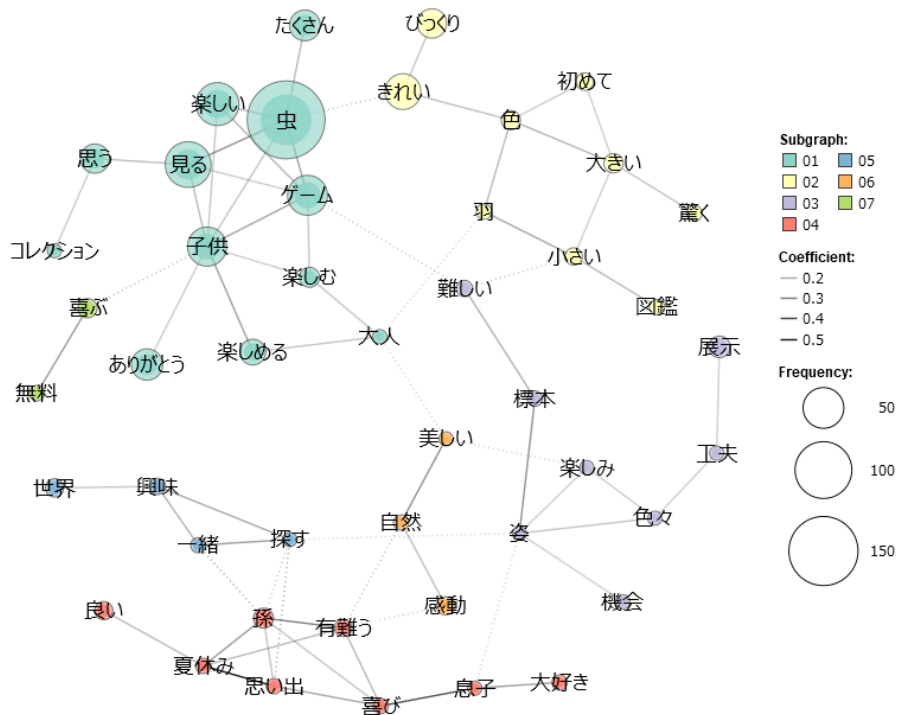 たくさん
びっくり
きれい
初めて
楽しい
虫
色
思う
見る
大きい
ゲーム
羽
驚く
コレクション
子供
小さい
楽しむ
難しい
喜ぶ
図鑑
ありがとう
楽しめる
大人
展示
無料
標本
美しい
楽しみ
工夫
世界
興味
自然
色々
一緒
探す
姿
良い
孫
有難う
感動
機会
夏休み
思い出
喜び
息子
大好き
Subgraph:
01 05
02 06
03 07
04
Coefficient:
0.2
0.3
0.4
0.5
Frequency:
50
100
150